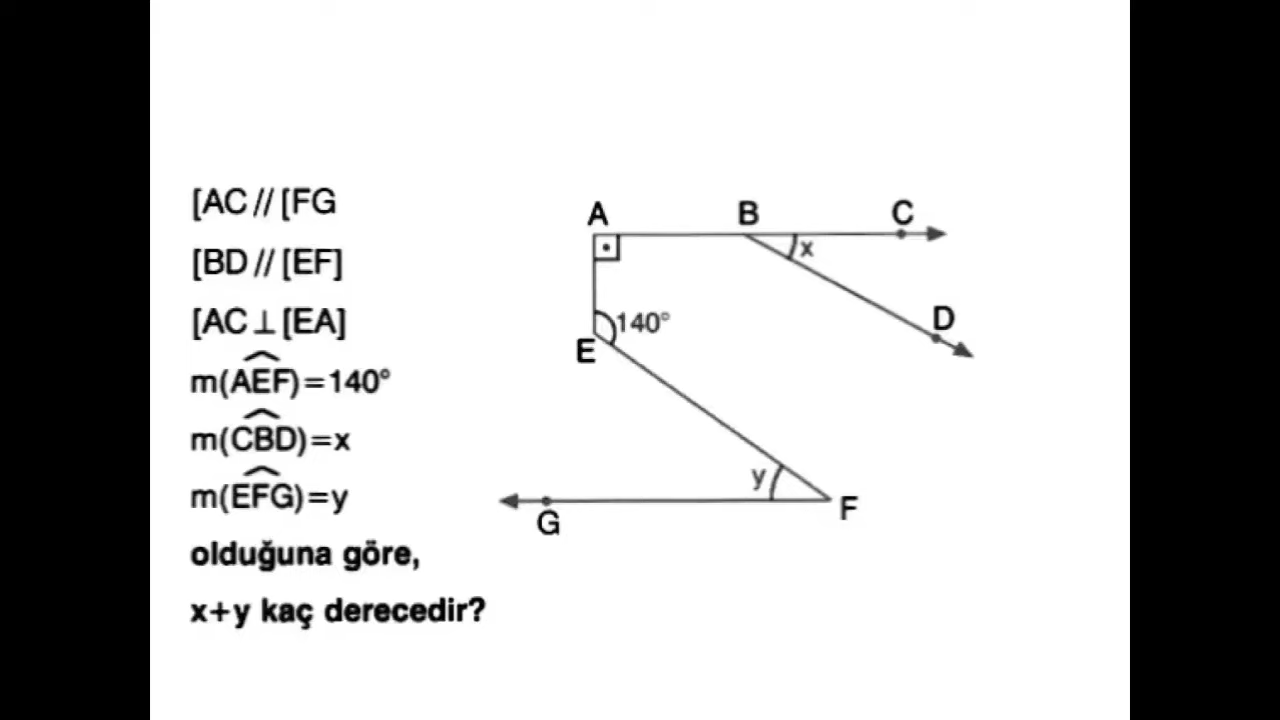 [AC // [FG
[BD // [EF]
[AC ⊥ [EA]
m(AEF)=140°
m(CBD)=x
m(EFG)=y
olduğuna göre,
x+y kaç derecedir?
A B C
x
D
140°
E
y
F
G